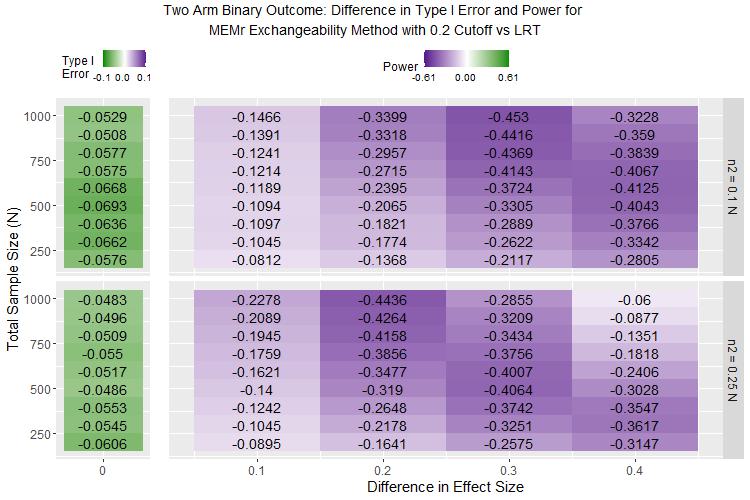 Two Arm Binary Outcome: Difference in Type I Error and Power for
MEMr Exchangeability Method with 0.2 Cutoff vs LRT
Type I
Error
-0.1 0.0 0.1
Power
-0.61 0.00 0.61
Total Sample Size (N)
1000
750
500
250
-0.0529 -0.1466 -0.3399 -0.453 -0.3228
-0.0508 -0.1391 -0.3318 -0.4416 -0.359
-0.0577 -0.1241 -0.2957 -0.4369 -0.3839
-0.0575 -0.1214 -0.2715 -0.4143 -0.4067
-0.0668 -0.1189 -0.2395 -0.3724 -0.4125
-0.0693 -0.1094 -0.2065 -0.3305 -0.4043
-0.0636 -0.1097 -0.1821 -0.2889 -0.3766
-0.0662 -0.1045 -0.1774 -0.2622 -0.3342
-0.0576 -0.0812 -0.1368 -0.2117 -0.2805
n2 = 0.1 N
1000
750
500
250
-0.0483 -0.2278 -0.4436 -0.2855 -0.06
-0.0496 -0.2089 -0.4264 -0.3209 -0.0877
-0.0509 -0.1945 -0.4158 -0.3434 -0.1351
-0.055 -0.1759 -0.3856 -0.3756 -0.1818
-0.0517 -0.1621 -0.3477 -0.4007 -0.2406
-0.0486 -0.14 -0.319 -0.4064 -0.3028
-0.0553 -0.1242 -0.2648 -0.3742 -0.3547
-0.0545 -0.1045 -0.2178 -0.3251 -0.3617
-0.0606 -0.0895 -0.1641 -0.2575 -0.3147
n2 = 0.25 N
0 0.1 0.2 0.3 0.4
Difference in Effect Size